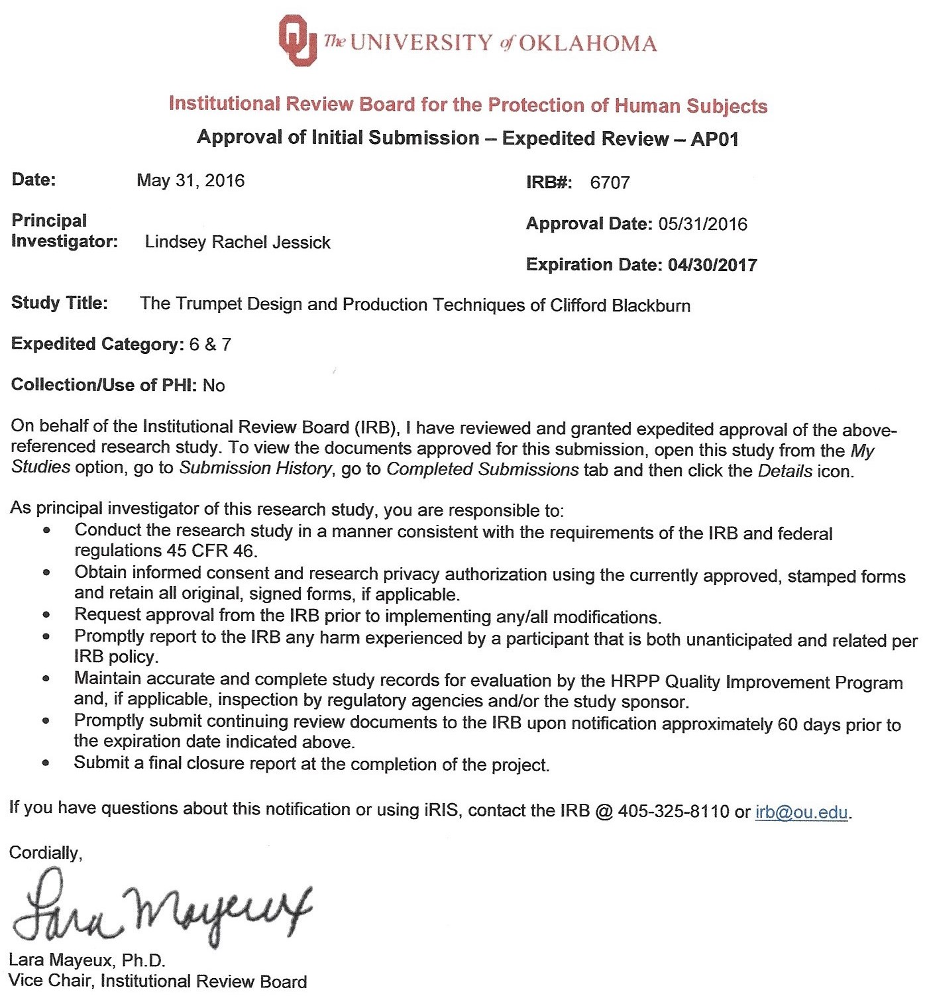 The UNIVERSITY of OKLAHOMA
Institutional Review Board for the Protection of Human Subjects
Approval of Initial Submission – Expedited Review – AP01
Date: May 31, 2016 IRB#: 6707
Principal
Investigator: Lindsey Rachel Jessick
Approval Date: 05/31/2016
Expiration Date: 04/30/2017
Study Title: The Trumpet Design and Production Techniques of Clifford Blackburn
Expedited Category: 6 & 7
Collection/Use of PHI: No
On behalf of the Institutional Review Board (IRB), I have reviewed and granted expedited approval of the above-
referenced research study. To view the documents approved for this submission, open this study from the My
Studies option, go to Submission History, go to Completed Submissions tab and then click the Details icon.
As principal investigator of this research study, you are responsible to:
• Conduct the research study in a manner consistent with the requirements of the IRB and federal
regulations 45 CFR 46.
• Obtain informed consent and research privacy authorization using the currently approved, stamped forms
and retain all original, signed forms, if applicable.
• Request approval from the IRB prior to implementing any/all modifications.
• Promptly report to the IRB any harm experienced by a participant that is both unanticipated and related per
IRB policy.
• Maintain accurate and complete study records for evaluation by the HRPP Quality Improvement Program
and, if applicable, inspection by regulatory agencies and/or the study sponsor.
• Promptly submit continuing review documents to the IRB upon notification approximately 60 days prior to
the expiration date indicated above.
• Submit a final closure report at the completion of the project.
If you have questions about this notification or using iRIS, contact the IRB @ 405-325-8110 or irb@ou.edu.
Cordially,
Lara Mayeux
Lara Mayeux, Ph.D.
Vice Chair, Institutional Review Board